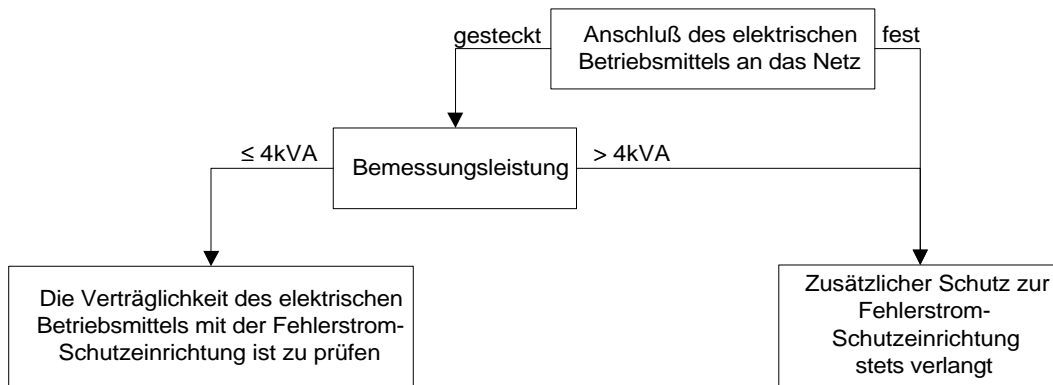 gesteckt
Anschluß des elektrischen
Betriebsmittels an das Netz
fest
≤ 4kVA
Bemessungsleistung
> 4kVA
Die Verträglichkeit des elektrischen
Betriebsmittels mit der Fehlerstrom-
Schutzeinrichtung ist zu prüfen
Zusätzlicher Schutz zur
Fehlerstrom-
Schutzeinrichtung
stets verlangt